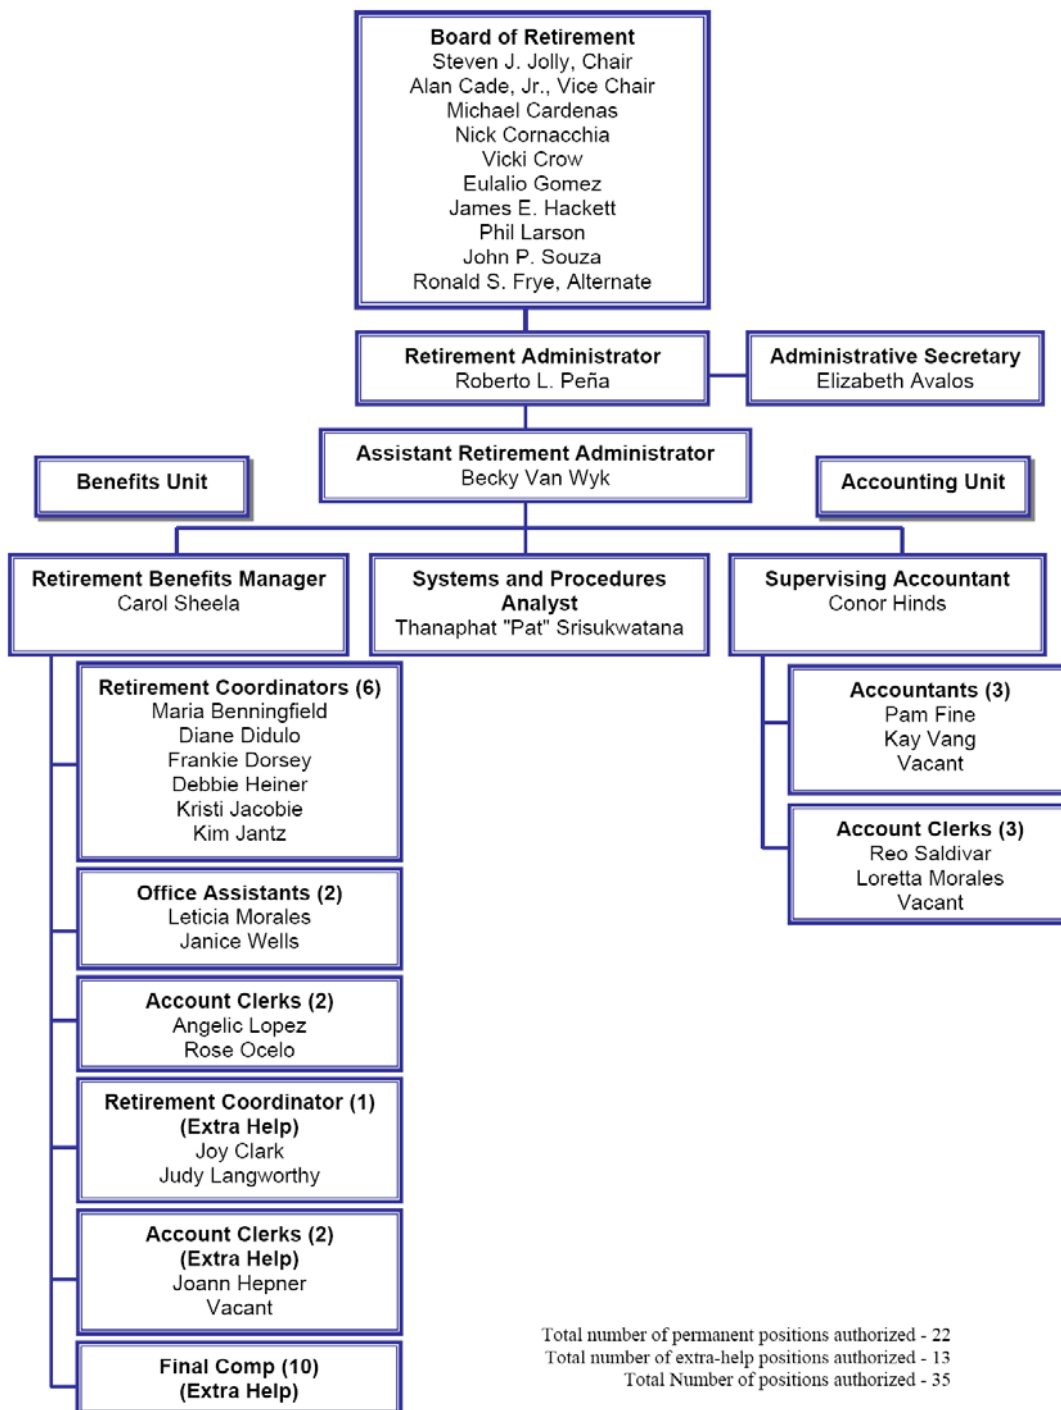 Board of Retirement
Steven J. Jolly, Chair
Alan Cade, Jr., Vice Chair
Michael Cardenas
Nick Cornacchia
Vicki Crow
Eulalio Gomez
James E. Hackett
Phil Larson
John P. Souza
Ronald S. Frye, Alternate
Retirement Administrator
Roberto L. Peña
Administrative Secretary
Elizabeth Avalos
Assistant Retirement Administrator
Becky Van Wyk
Benefits Unit
Accounting Unit
Retirement Benefits Manager
Carol Sheela
Systems and Procedures
Analyst
Thanaphat "Pat" Srisukwatana
Supervising Accountant
Conor Hinds
Retirement Coordinators (6)
Maria Benningfield
Diane Didulo
Frankie Dorsey
Debbie Heiner
Kristi Jacobie
Kim Jantz
Office Assistants (2)
Leticia Morales
Janice Wells
Account Clerks (2)
Angelic Lopez
Rose Ocelo
Retirement Coordinator (1)
(Extra Help)
Joy Clark
Judy Langworthy
Account Clerks (2)
(Extra Help)
Joann Hepner
Vacant
Final Comp (10)
(Extra Help)
Accountants (3)
Pam Fine
Kay Vang
Vacant
Account Clerks (3)
Reo Saldivar
Loretta Morales
Vacant
Total number of permanent positions authorized - 22
Total number of extra-help positions authorized - 13
Total Number of positions authorized - 35